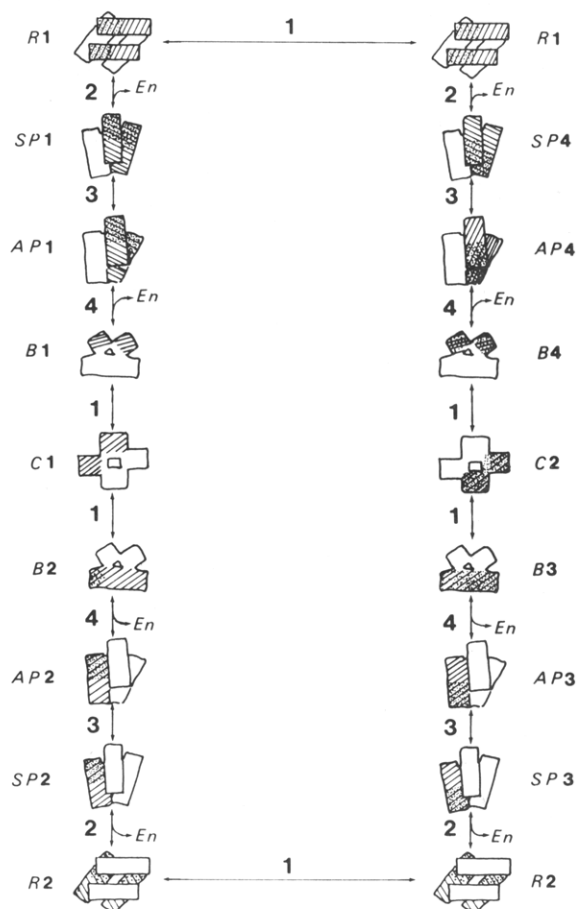 R1 1 R1
2 En 2 En
SP1 SP4
3 3
AP1 AP4
4 En 4 En
B1 B4
1 1
C1 C2
1 1
B2 B3
4 En 4 En
AP2 AP3
3 3
SP2 SP3
2 En 2 En
R2 1 R2